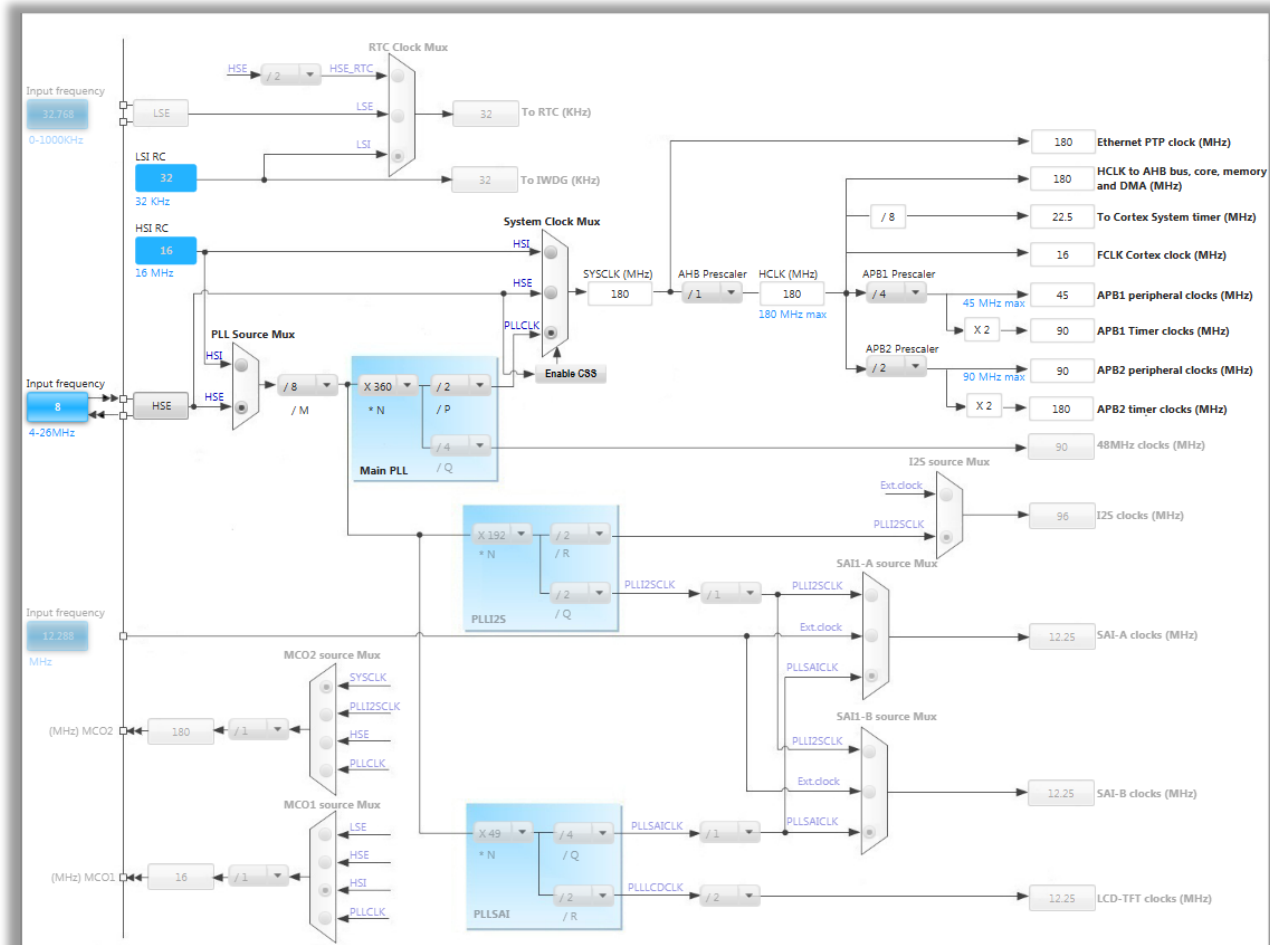 RTC Clock Mux
HSE
/ 2
HSE_RTC
Input frequency
32.768
0-1000KHz
LSE
LSE
32
To RTC (KHz)
LSI
LSI RC
32
32 KHz
32
To IWDG (KHz)
HSI RC
16
16 MHz
System Clock Mux
HSI
HSE
PLLCLK
Enable CSS
SYSCLK (MHz)
180
AHB Prescaler
/ 1
HCLK (MHz)
180
180 MHz max
180
Ethernet PTP clock (MHz)
180
HCLK to AHB bus, core, memory
and DMA (MHz)
/ 8
22.5
To Cortex System timer (MHz)
16
FCLK Cortex clock (MHz)
APB1 Prescaler
/ 4
45 MHz max
45
APB1 peripheral clocks (MHz)
X 2
90
APB1 Timer clocks (MHz)
APB2 Prescaler
/ 2
90 MHz max
90
APB2 peripheral clocks (MHz)
X 2
180
APB2 timer clocks (MHz)
PLL Source Mux
HSI
HSE
Input frequency
8
4-26MHz
HSE
/ 8
/ M
X 360
* N
/ 2
/ P
/ 4
/ Q
Main PLL
90
48MHz clocks (MHz)
I2S source Mux
Ext.clock
PLLI2SCLK
96
I2S clocks (MHz)
X 192
* N
/ 2
/ R
/ 2
/ Q
PLLI2S
PLLI2SCLK
/ 1
SAI1-A source Mux
PLLI2SCLK
Ext.clock
PLLSAICLK
12.25
SAI-A clocks (MHz)
Input frequency
12.288
MHz
MCO2 source Mux
SYSCLK
PLLI2SCLK
HSE
PLLCLK
(MHz) MCO2
180
/ 1
SAI1-B source Mux
PLLI2SCLK
Ext.clock
PLLSAICLK
12.25
SAI-B clocks (MHz)
MCO1 source Mux
LSE
HSE
HSI
PLLCLK
(MHz) MCO1
16
/ 1
X 49
* N
/ 4
/ Q
/ 2
/ R
PLLSAI
PLLSAICLK
/ 1
PLLLCDCLK
/ 2
12.25
LCD-TFT clocks (MHz)